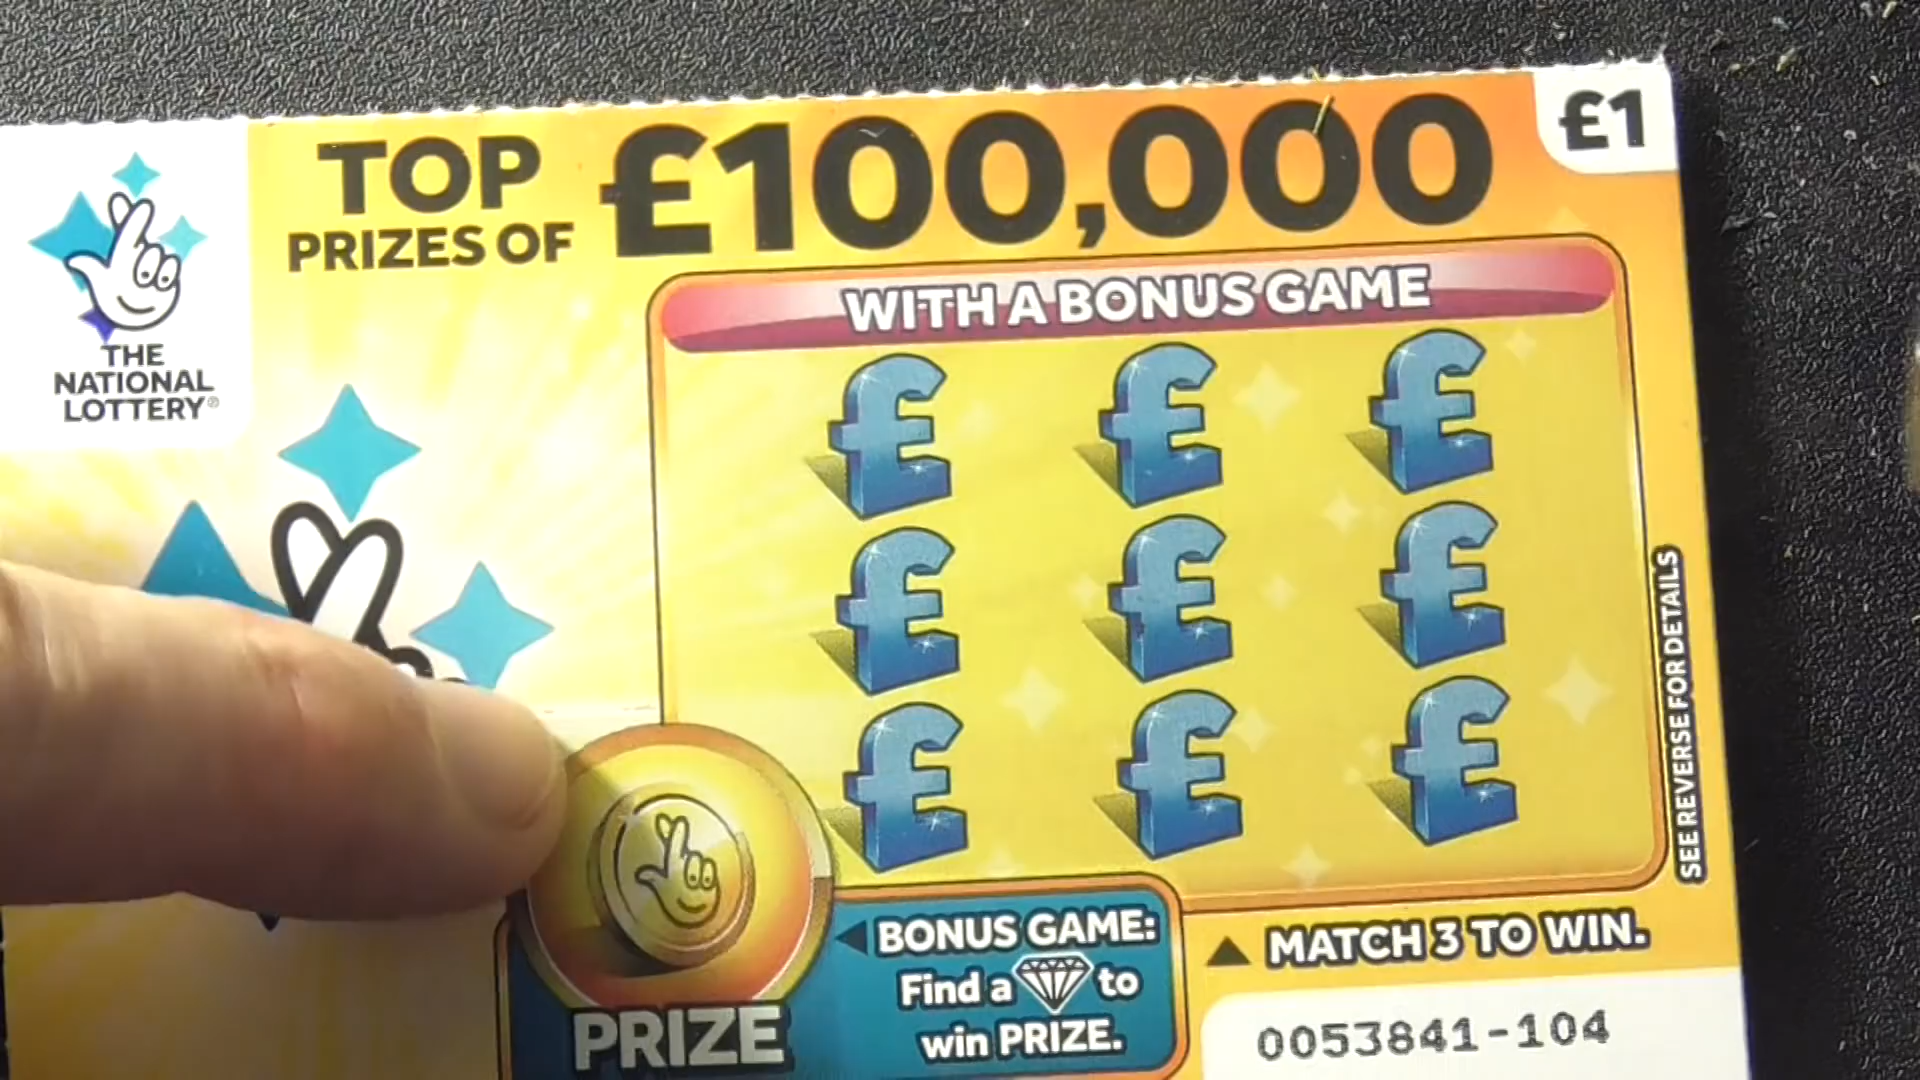 £1
TOP
PRIZES OF
£100,000
WITH A BONUS GAME
THE
NATIONAL
LOTTERY®
£ £ £
£ £ £
£ £ £
SEE REVERSE FOR DETAILS
BONUS GAME:
Find a to
win PRIZE.
PRIZE
MATCH 3 TO WIN.
0053841-104